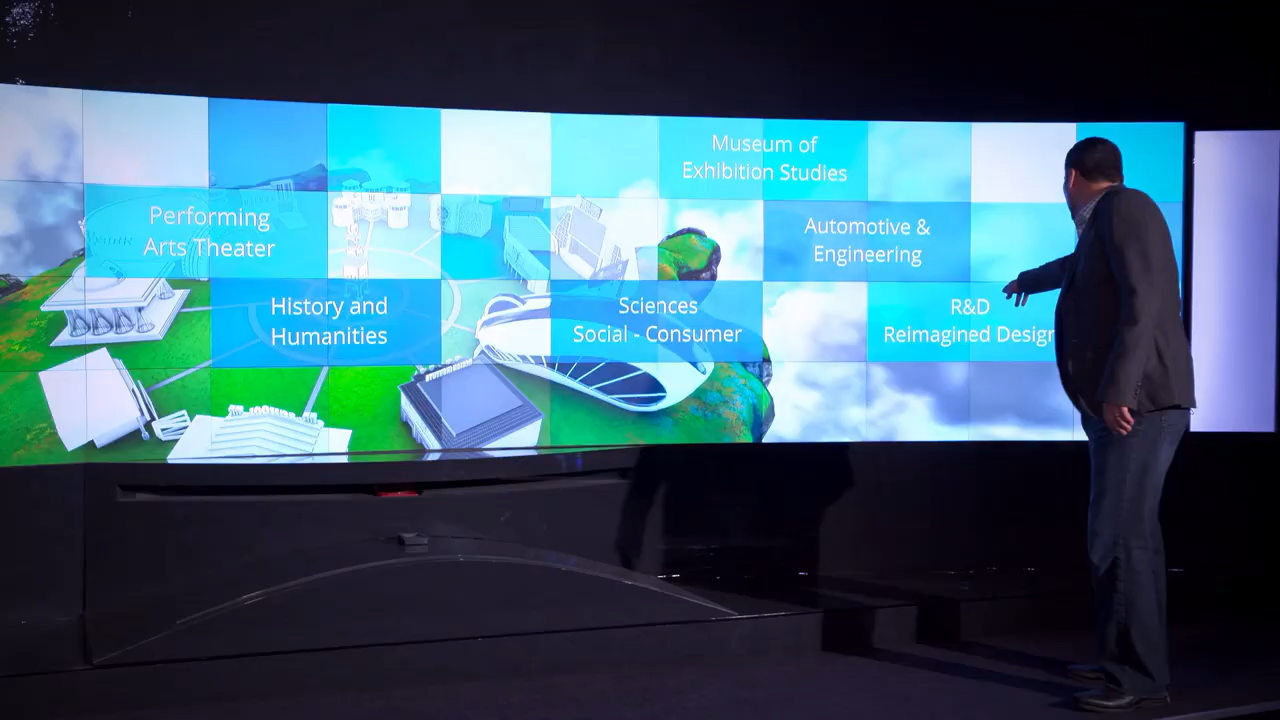 Museum of
Exhibition Studies
Performing
Arts Theater
Automotive &
Engineering
History and
Humanities
Sciences
Social - Consumer
R&D
Reimagined Design